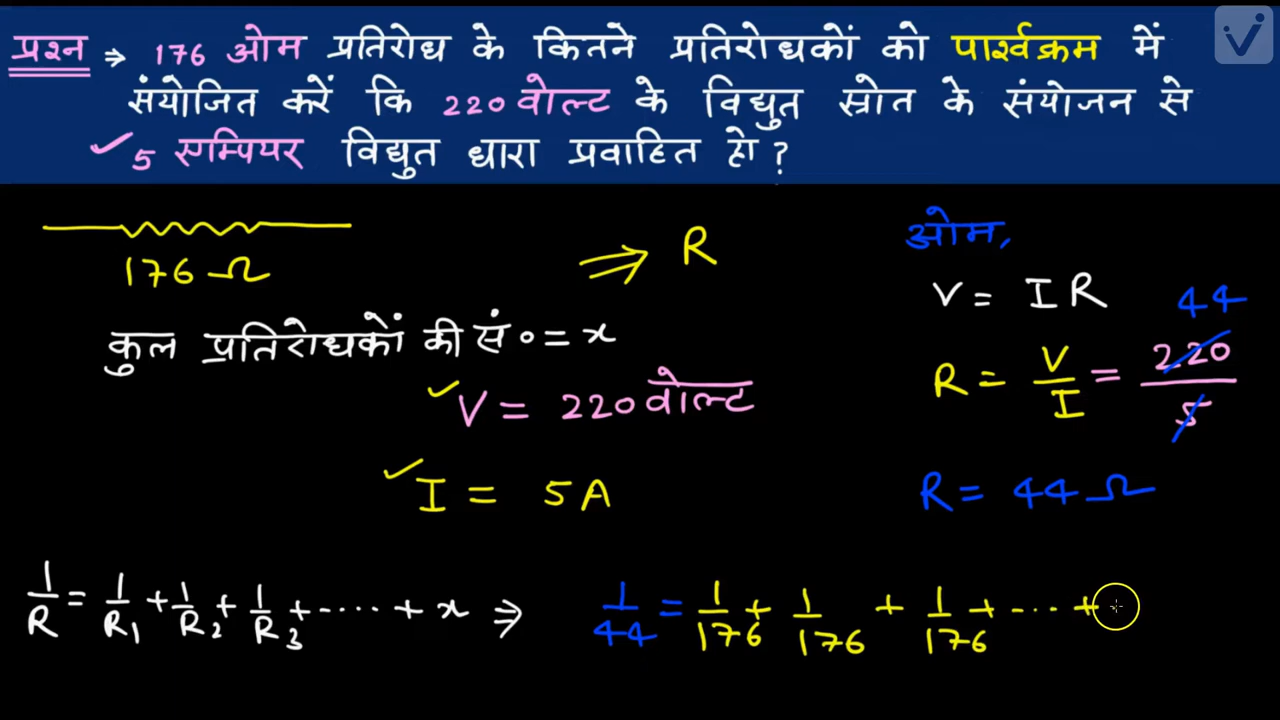 प्रश्न ⇒ 176 ओम प्रतिरोध के कितने प्रतिरोधकों को पार्श्वक्रम में
संयोजित करें कि 220 वोल्ट के विद्युत स्रोत के संयोजन से
✓ 5 एम्पियर विद्युत धारा प्रवाहित हो?
176 Ω
⇒ R
कुल प्रतिरोधकों की सं० = x
✓ V = 220 वोल्ट
✓ I = 5A
ओम,
V = IR
R = V/I = 220/5 44
R = 44 Ω
1/R = 1/R₁ + 1/R₂ + 1/R₃ + ---- + x ⇒ 1/44 = 1/176 + 1/176 + 1/176 + --- +